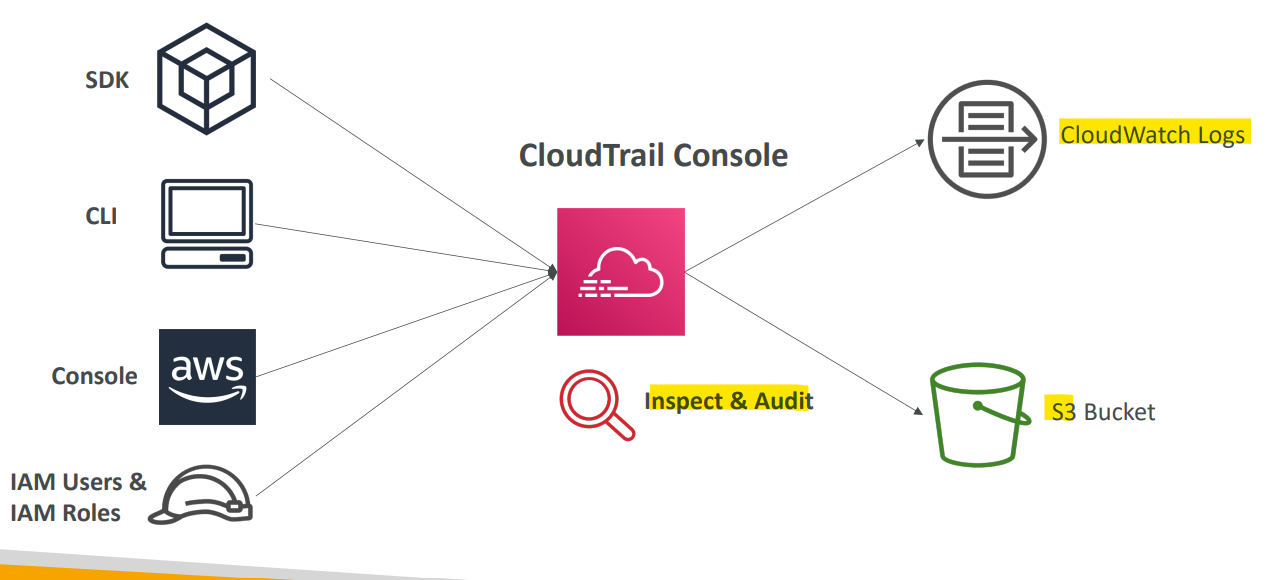 SDK
CloudTrail Console
CloudWatch Logs
CLI
Console
aws
Inspect & Audit
S3 Bucket
IAM Users &
IAM Roles